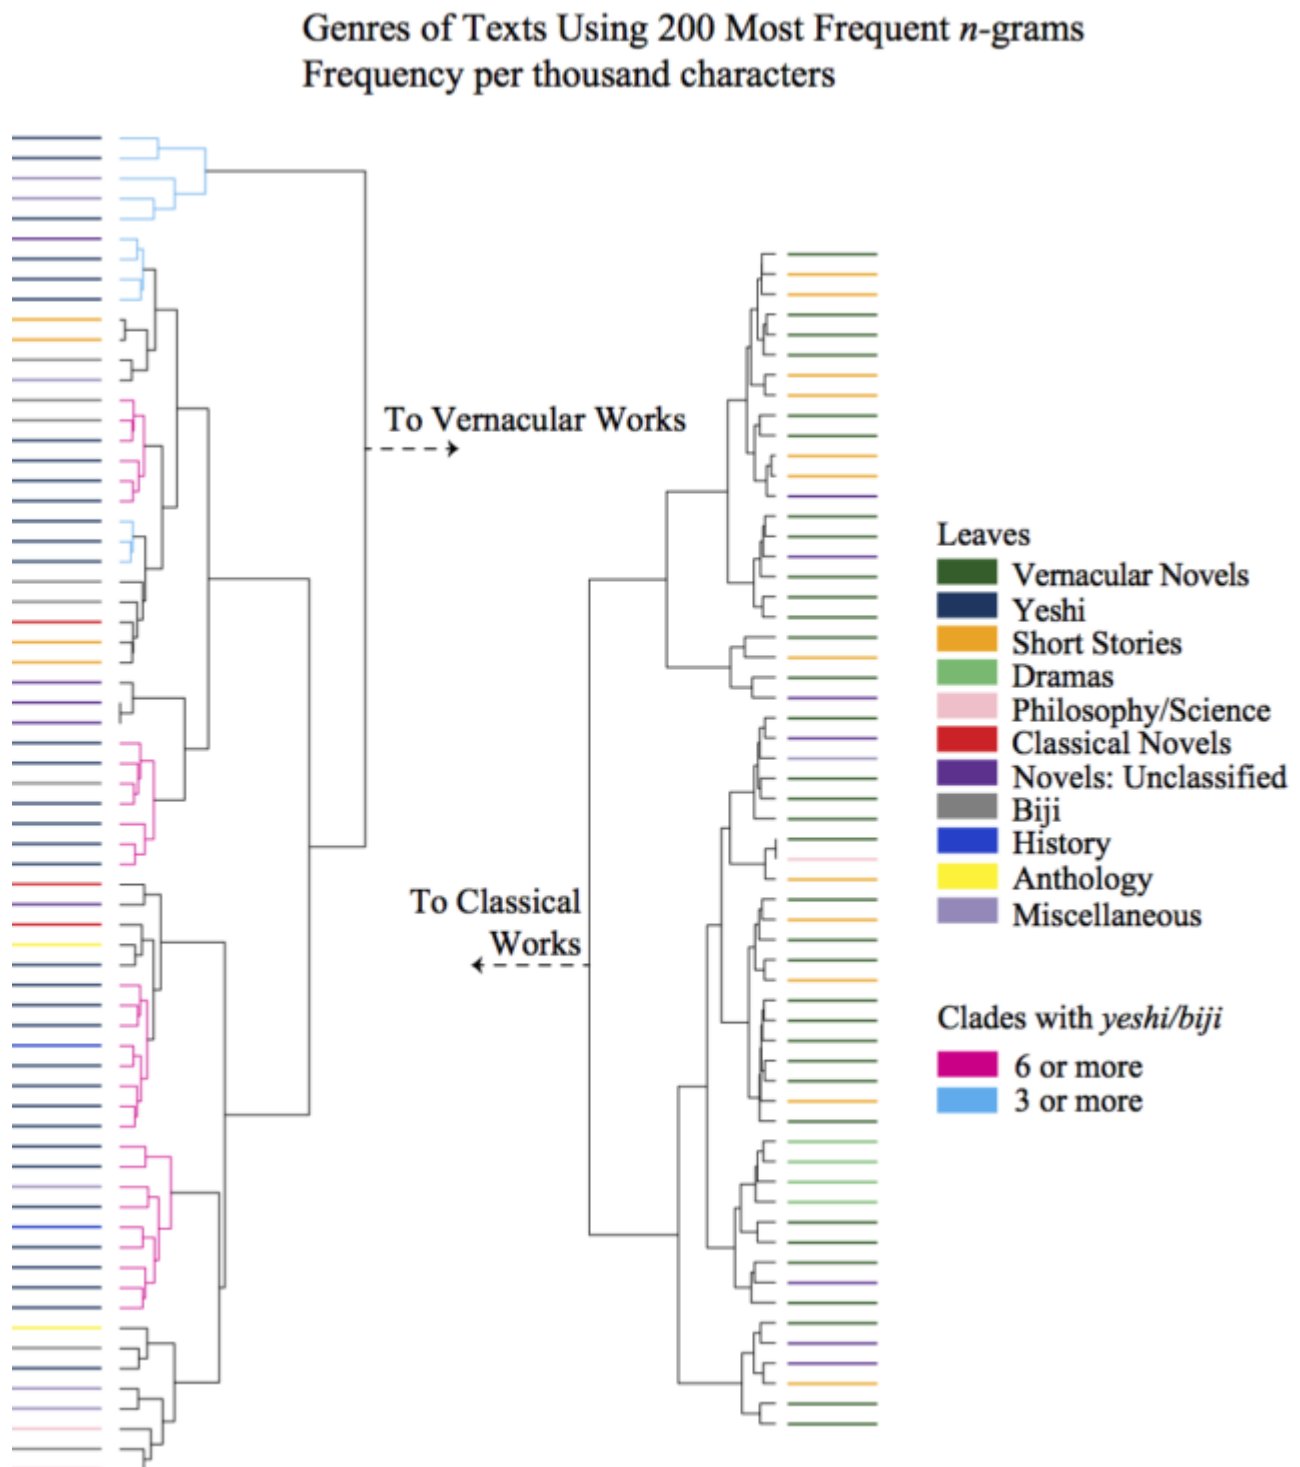 Genres of Texts Using 200 Most Frequent n-grams
Frequency per thousand characters
To Vernacular Works
To Classical
Works
Leaves
Vernacular Novels
Yeshi
Short Stories
Dramas
Philosophy/Science
Classical Novels
Novels: Unclassified
Biji
History
Anthology
Miscellaneous
Clades with yeshi/biji
6 or more
3 or more